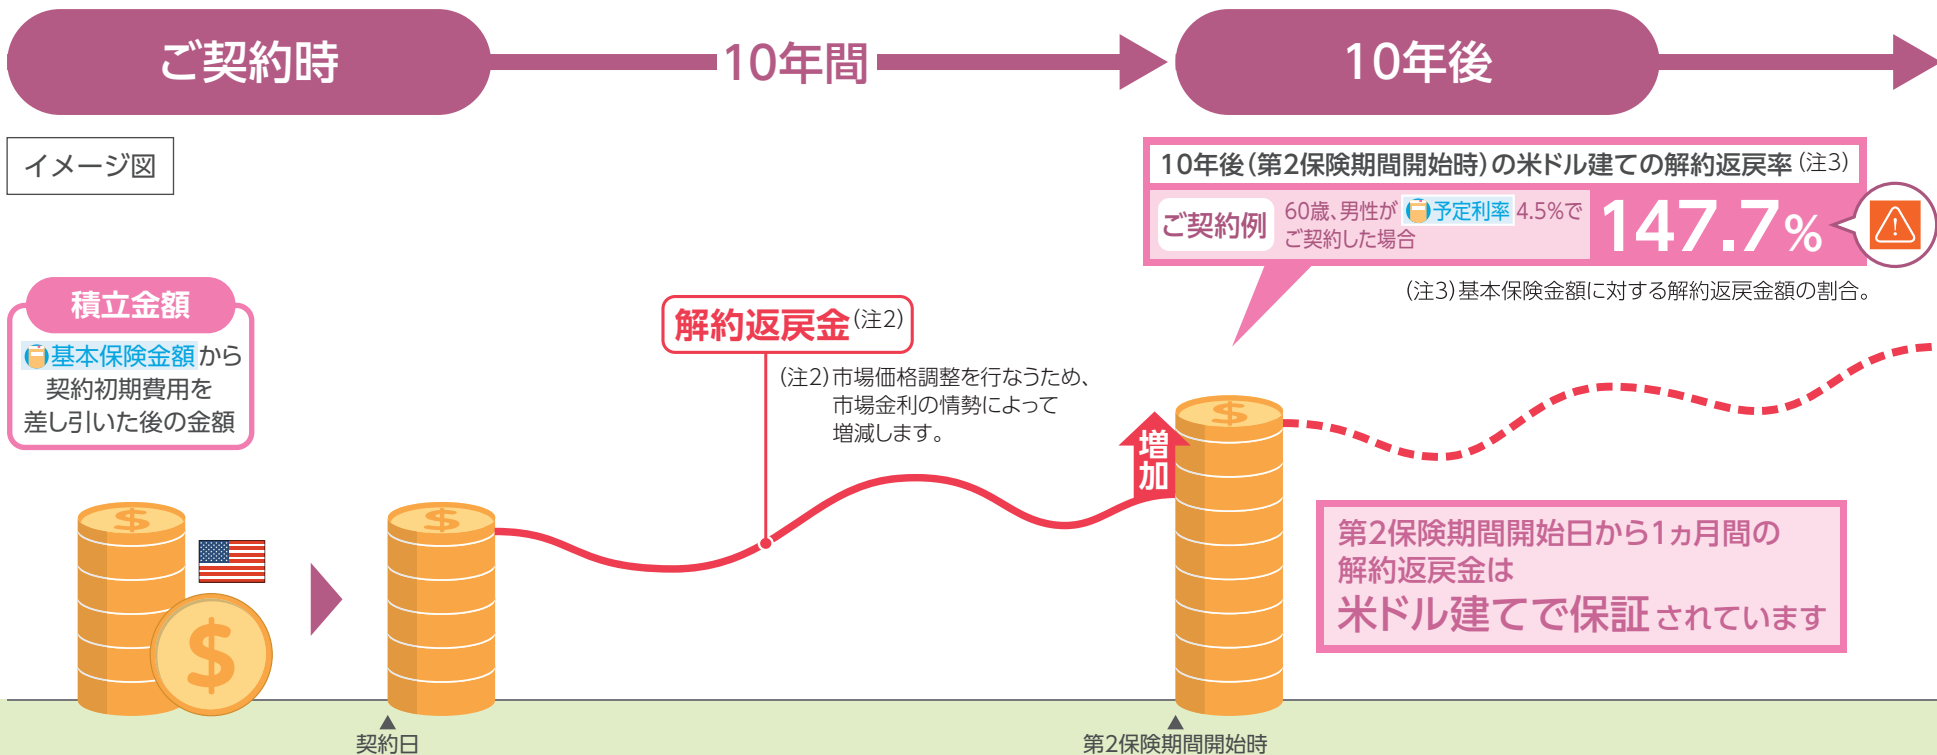 ご契約時
10年間
10年後
イメージ図
10年後(第2保険期間開始時)の米ドル建ての解約返戻率(注3)
ご契約例
60歳、男性が 予定利率 4.5%で
ご契約した場合
147.7%
(注3)基本保険金額に対する解約返戻金額の割合。
積立金額
基本保険金額から
契約初期費用を
差し引いた後の金額
解約返戻金(注2)
(注2)市場価格調整を行なうため、
市場金利の情勢によって
増減します。
増加
$
$
$
$
第2保険期間開始日から1ヵ月間の
解約返戻金は
米ドル建てで保証されています
契約日
第2保険期間開始時